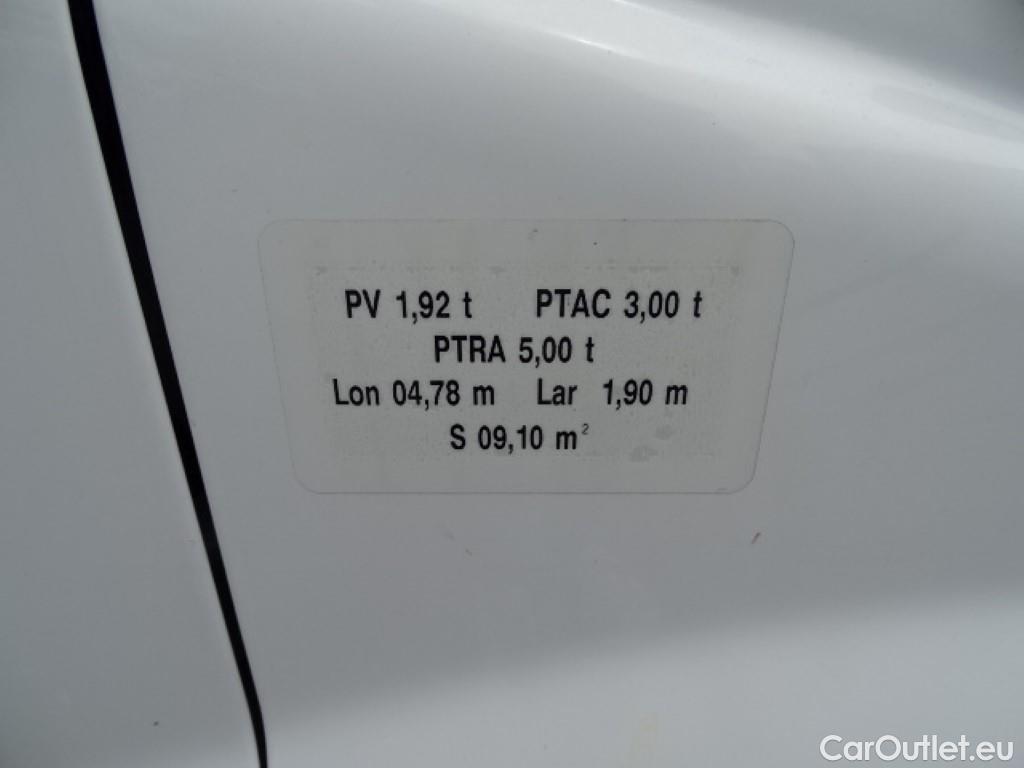 PV 1,92 t PTAC 3,00 t
PTRA 5,00 t
Lon 04,78 m Lar 1,90 m
S 09,10 m²
CarOutlet.eu